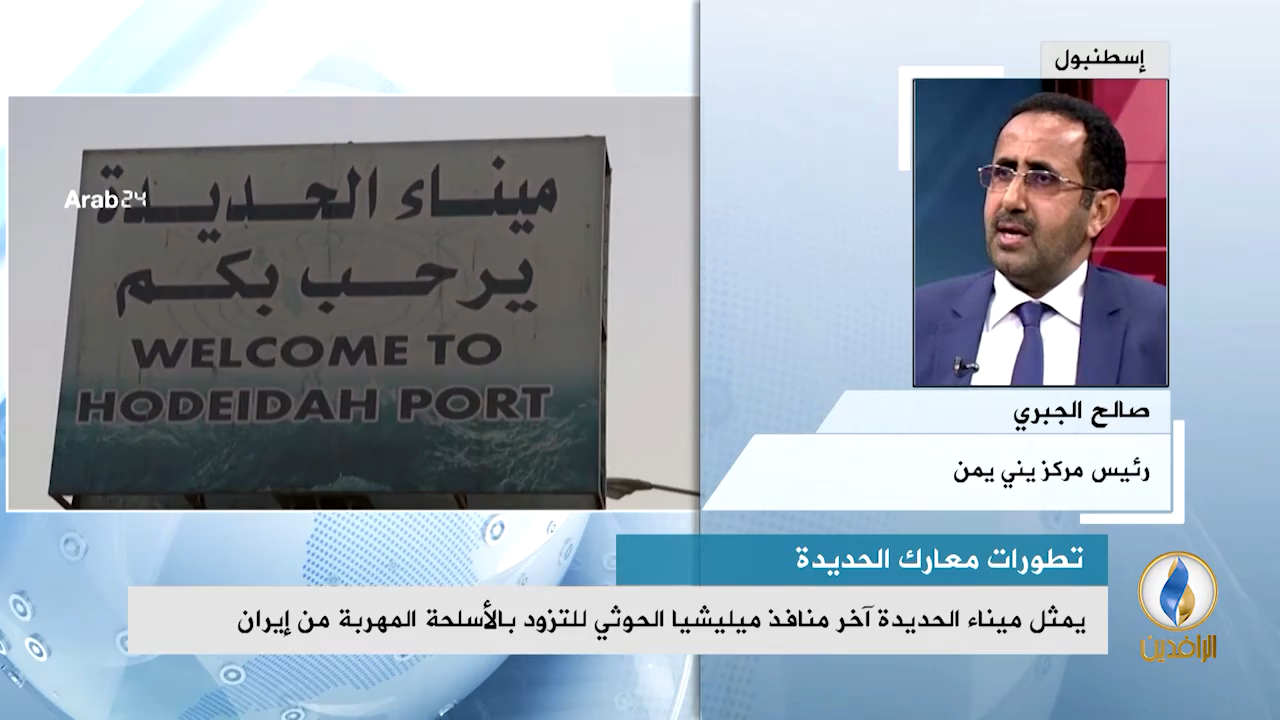 إسطنبول
Arab24
ميناء الحديدة
يرحب بكم
WELCOME TO
HODEIDAH PORT
صالح الجبري
رئيس مركز يني يمن
تطورات معارك الحديدة
يمثل ميناء الحديدة آخر منافذ ميليشيا الحوثي للتزود بالأسلحة المهربة من إيران
الرافدين